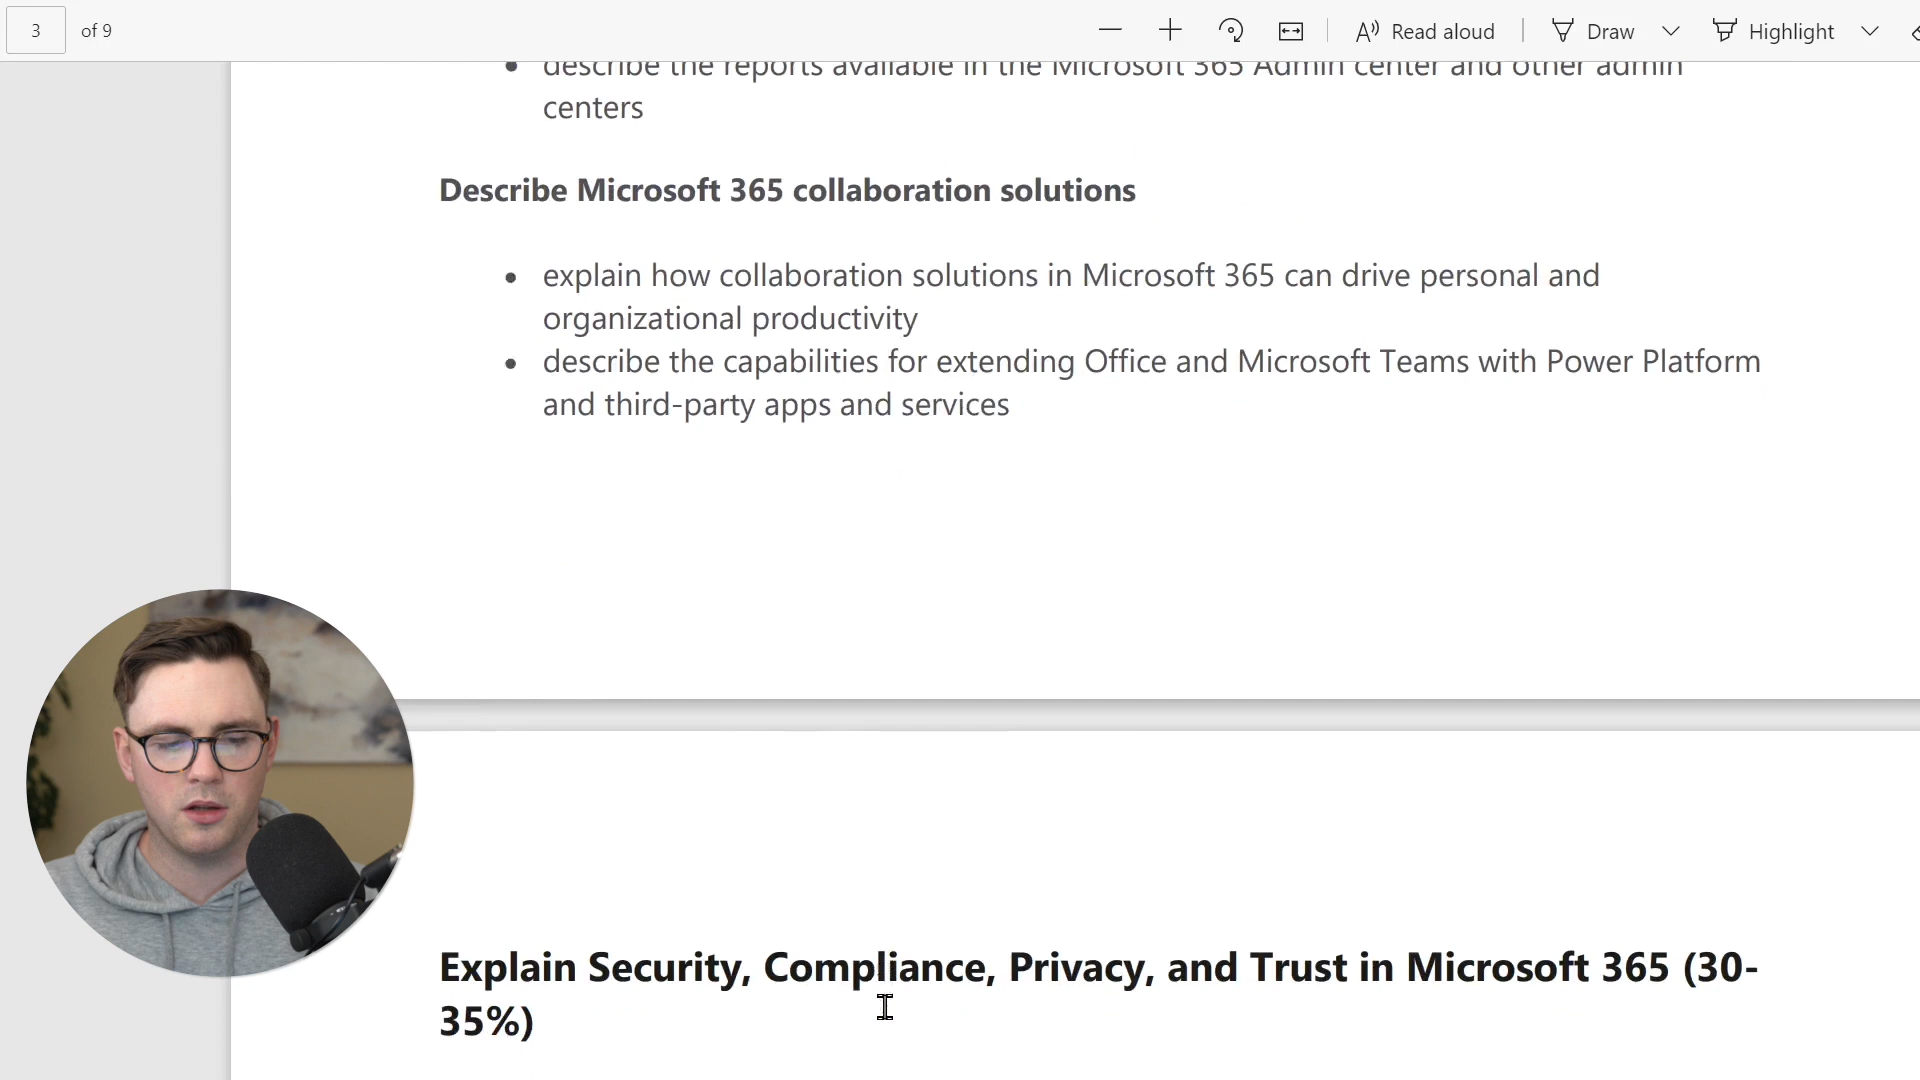 3 of 9 Read aloud Draw Highlight
describe the reports available in the Microsoft 365 Admin center and other admin
centers
Describe Microsoft 365 collaboration solutions
• explain how collaboration solutions in Microsoft 365 can drive personal and
organizational productivity
• describe the capabilities for extending Office and Microsoft Teams with Power Platform
and third-party apps and services
Explain Security, Compliance, Privacy, and Trust in Microsoft 365 (30-
35%)